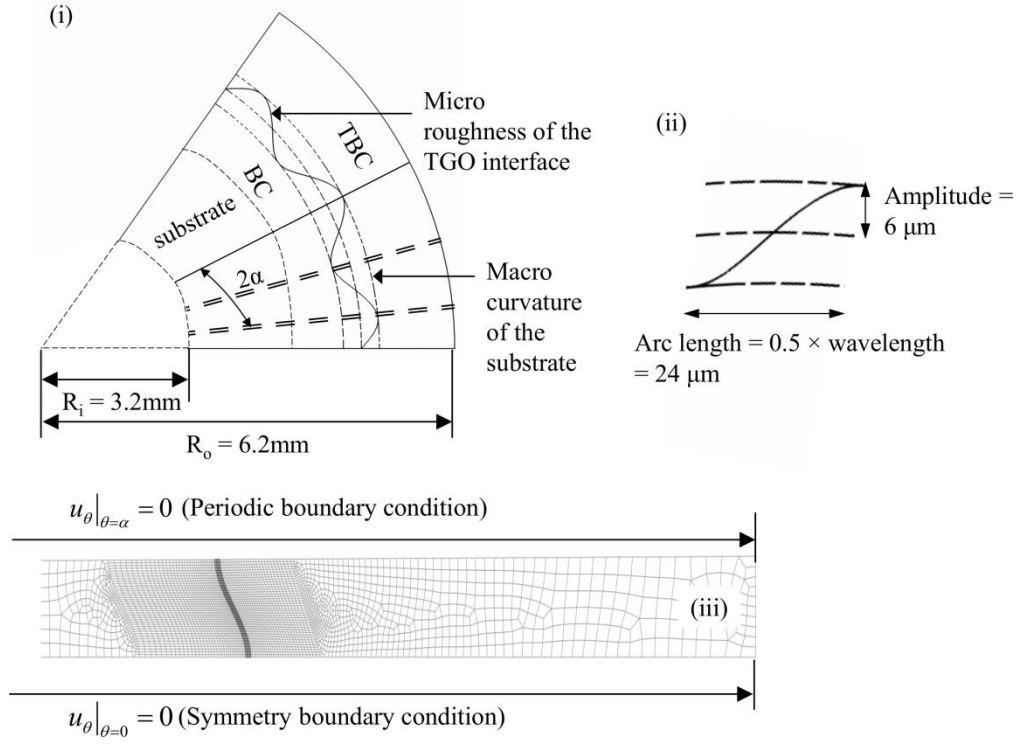 (i)
Micro
roughness of the
TGO interface
TBC
BC
substrate
2α
Macro
curvature
of the
substrate
R_i = 3.2mm
R_o = 6.2mm
(ii)
Amplitude =
6 μm
Arc length = 0.5 × wavelength
= 24 μm
u_θ|_{θ=α} = 0 (Periodic boundary condition)
(iii)
u_θ|_{θ=0} = 0 (Symmetry boundary condition)